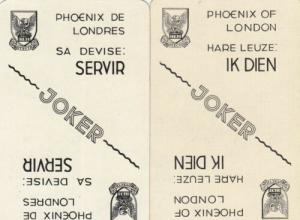 PHOENIX DE
LONDRES
SA DEVISE:
SERVIR
JOKER
SERVIR
SA DEVISE:
LONDRES
PHOENIX DE
PHOENIX OF
LONDON
HARE LEUZE:
IK DIEN
JOKER
IK DIEN
HARE LEUZE:
LONDON
PHOENIX OF